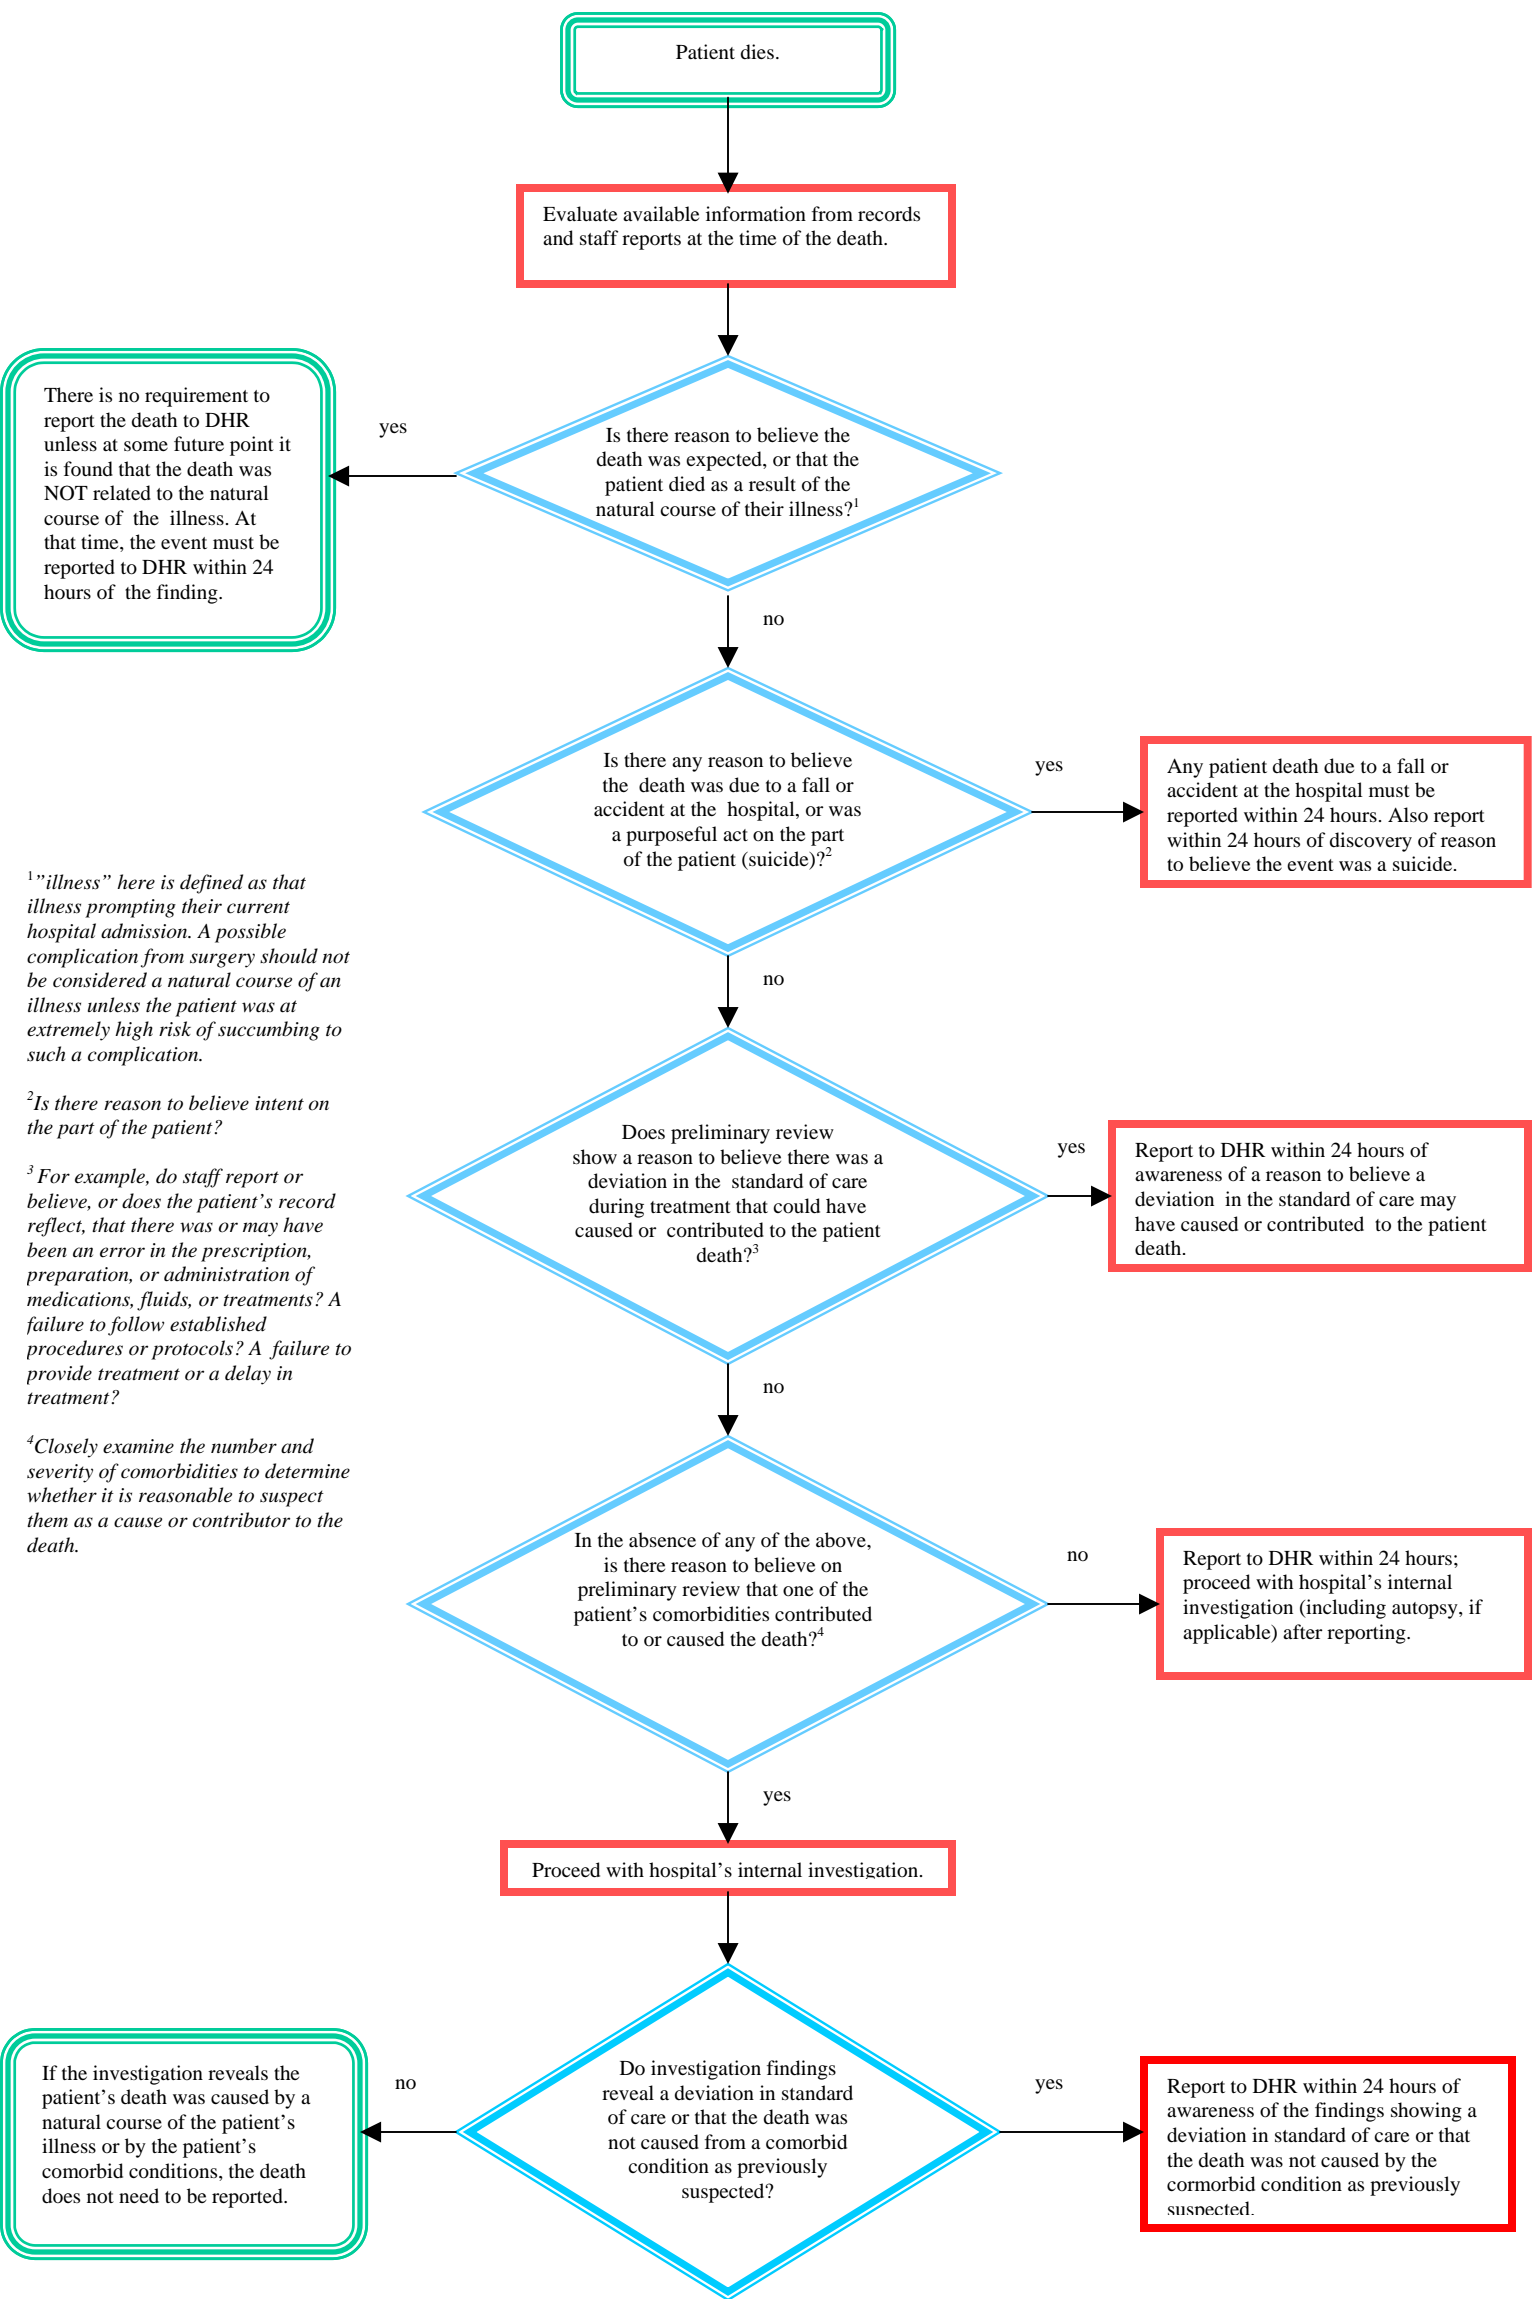 Patient dies.
Evaluate available information from records
and staff reports at the time of the death.
There is no requirement to
report the death to DHR
unless at some future point it
is found that the death was
NOT related to the natural
course of  the  illness. At
that time, the event must be
reported to DHR within 24
hours of  the finding.
yes
Is there reason to believe the
death was expected, or that the
patient died as a result of the
natural course of their illness?1
no
Is there any reason to believe
the  death was due to a fall or
accident at the  hospital, or was
a purposeful act on the part
of the patient (suicide)?2
yes
Any patient death due to a fall or
accident at the hospital must be
reported within 24 hours. Also report
within 24 hours of discovery of reason
to believe the event was a suicide.
no
1”illness” here is defined as that
illness prompting their current
hospital admission. A possible
complication from surgery should not
be considered a natural course of an
illness unless the patient was at
extremely high risk of succumbing to
such a complication.
2Is there reason to believe intent on
the part of the patient?
3 For example, do staff report or
believe, or does the patient’s record
reflect, that there was or may have
been an error in the prescription,
preparation, or administration of
medications, fluids, or treatments? A
failure to follow established
procedures or protocols? A  failure to
provide treatment or a delay in
treatment?
4Closely examine the number and
severity of comorbidities to determine
whether it is reasonable to suspect
them as a cause or contributor to the
death.
Does preliminary review
show a reason to believe there was a
deviation in the  standard of care
during treatment that could have
caused or  contributed to the patient
death?3
yes
Report to DHR within 24 hours of
awareness of a reason to believe a
deviation  in the standard of care may
have caused or contributed  to the patient
death.
no
In the absence of any of the above,
is there reason to believe on
preliminary review that one of the
patient’s comorbidities contributed
to or caused the death?4
no
Report to DHR within 24 hours;
proceed with hospital’s internal
investigation (including autopsy, if
applicable) after reporting.
yes
Proceed with hospital’s internal investigation.
If the investigation reveals the
patient’s death was caused by a
natural course of the patient’s
illness or by the patient’s
comorbid conditions, the death
does not need to be reported.
no
Do investigation findings
reveal a deviation in standard
of care or that the death was
not caused from a comorbid
condition as previously
suspected?
yes
Report to DHR within 24 hours of
awareness of the findings showing a
deviation in standard of care or that
the death was not caused by the
cormorbid condition as previously
suspected.